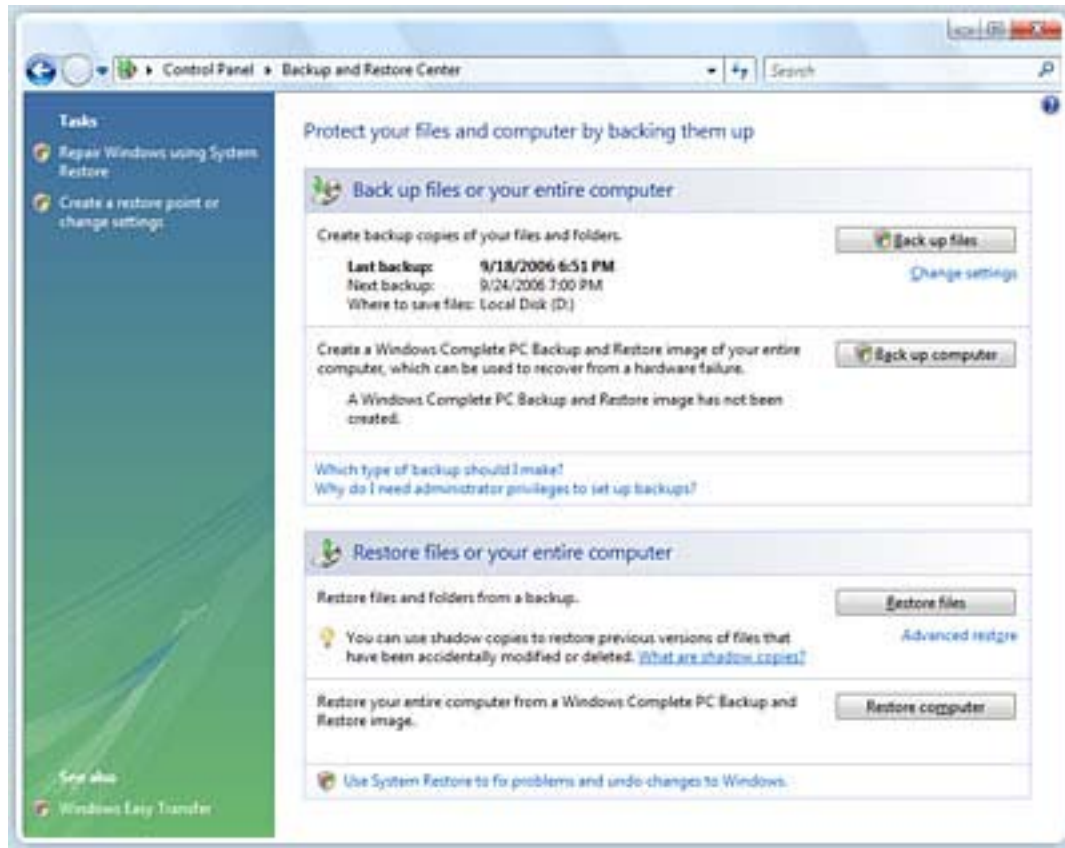 Control Panel
Backup and Restore Center
Search
Tasks
Repair Windows using System
Restore
Create a restore point or
change settings
See also
Windows Easy Transfer
Protect your files and computer by backing them up
Back up files or your entire computer
Create backup copies of your files and folders.
Back up files
Last backup: 9/18/2006 6:51 PM
Change settings
Next backup: 9/24/2006 7:00 PM
Where to save files: Local Disk (D:)
Create a Windows Complete PC Backup and Restore image of your entire
computer, which can be used to recover from a hardware failure.
Back up computer
A Windows Complete PC Backup and Restore image has not been
created.
Which type of backup should I make?
Why do I need administrator privileges to set up backups?
Restore files or your entire computer
Restore files and folders from a backup.
Restore files
You can use shadow copies to restore previous versions of files that
have been accidentally modified or deleted. What are shadow copies?
Advanced restore
Restore your entire computer from a Windows Complete PC Backup and
Restore image.
Restore computer
Use System Restore to fix problems and undo changes to Windows.